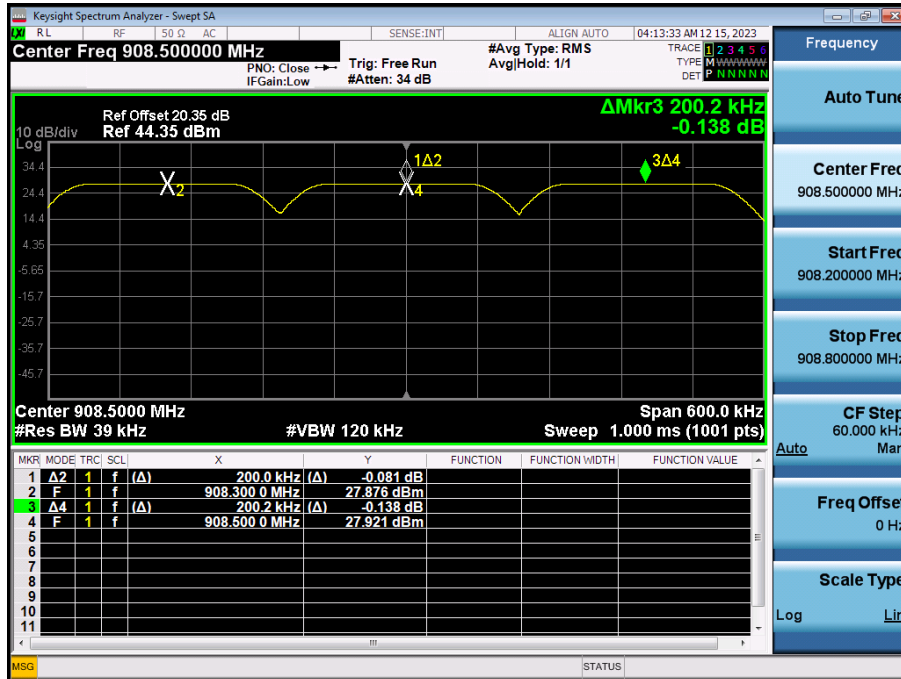 Keysight Spectrum Analyzer - Swept SA
LXI RL RF 50 Ω AC SENSE:INT ALIGN AUTO 04:13:33 AM 12 15, 2023
Center Freq 908.500000 MHz
PNO: Close Trig: Free Run #Avg Type: RMS TRACE 1 2 3 4 5 6
IFGain:Low #Atten: 34 dB Avg|Hold: 1/1 TYPE M WWWWW
DET P N N N N N
ΔMkr3 200.2 kHz
-0.138 dB
Ref Offset 20.35 dB
10 dB/div Ref 44.35 dBm
Log
34.4
24.4
14.4
4.35
-5.65
-15.7
-25.7
-35.7
-45.7
X2
1Δ2
X4
3Δ4
Center 908.5000 MHz Span 600.0 kHz
#Res BW 39 kHz #VBW 120 kHz Sweep 1.000 ms (1001 pts)
MKR MODE TRC SCL X Y FUNCTION FUNCTION WIDTH FUNCTION VALUE
1 Δ2 1 f (Δ) 200.0 kHz (Δ) -0.081 dB
2 F 1 f 908.300 0 MHz 27.876 dBm
3 Δ4 1 f (Δ) 200.2 kHz (Δ) -0.138 dB
4 F 1 f 908.500 0 MHz 27.921 dBm
5
6
7
8
9
10
11
MSG STATUS
Frequency
Auto Tune
Center Freq
908.500000 MHz
Start Freq
908.200000 MHz
Stop Freq
908.800000 MHz
CF Step
60.000 kHz
Auto Man
Freq Offset
0 Hz
Scale Type
Log Lin